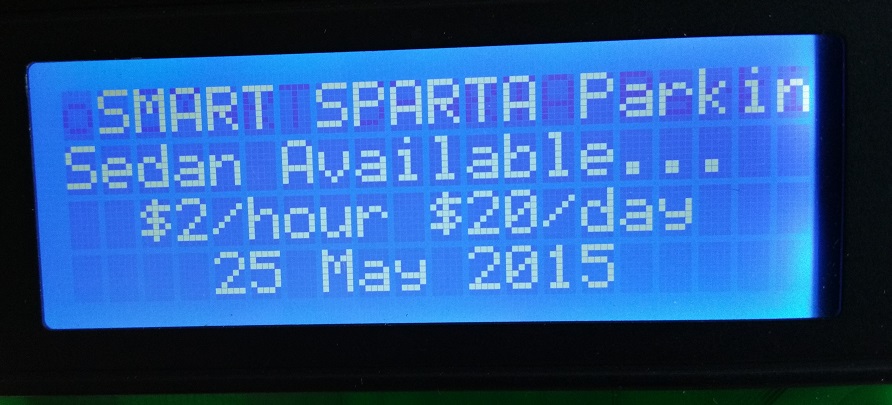 SMART SPARTA Parkin
Sedan Available...
$2/hour $20/day
25 May 2015